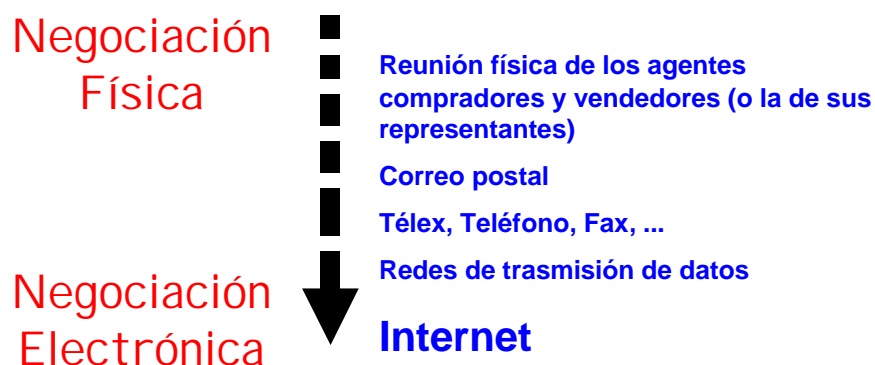 Negociación
Física
Reunión física de los agentes
compradores y vendedores (o la de sus
representantes)
Correo postal
Télex, Teléfono, Fax, ...
Redes de trasmisión de datos
Negociación
Electrónica
Internet